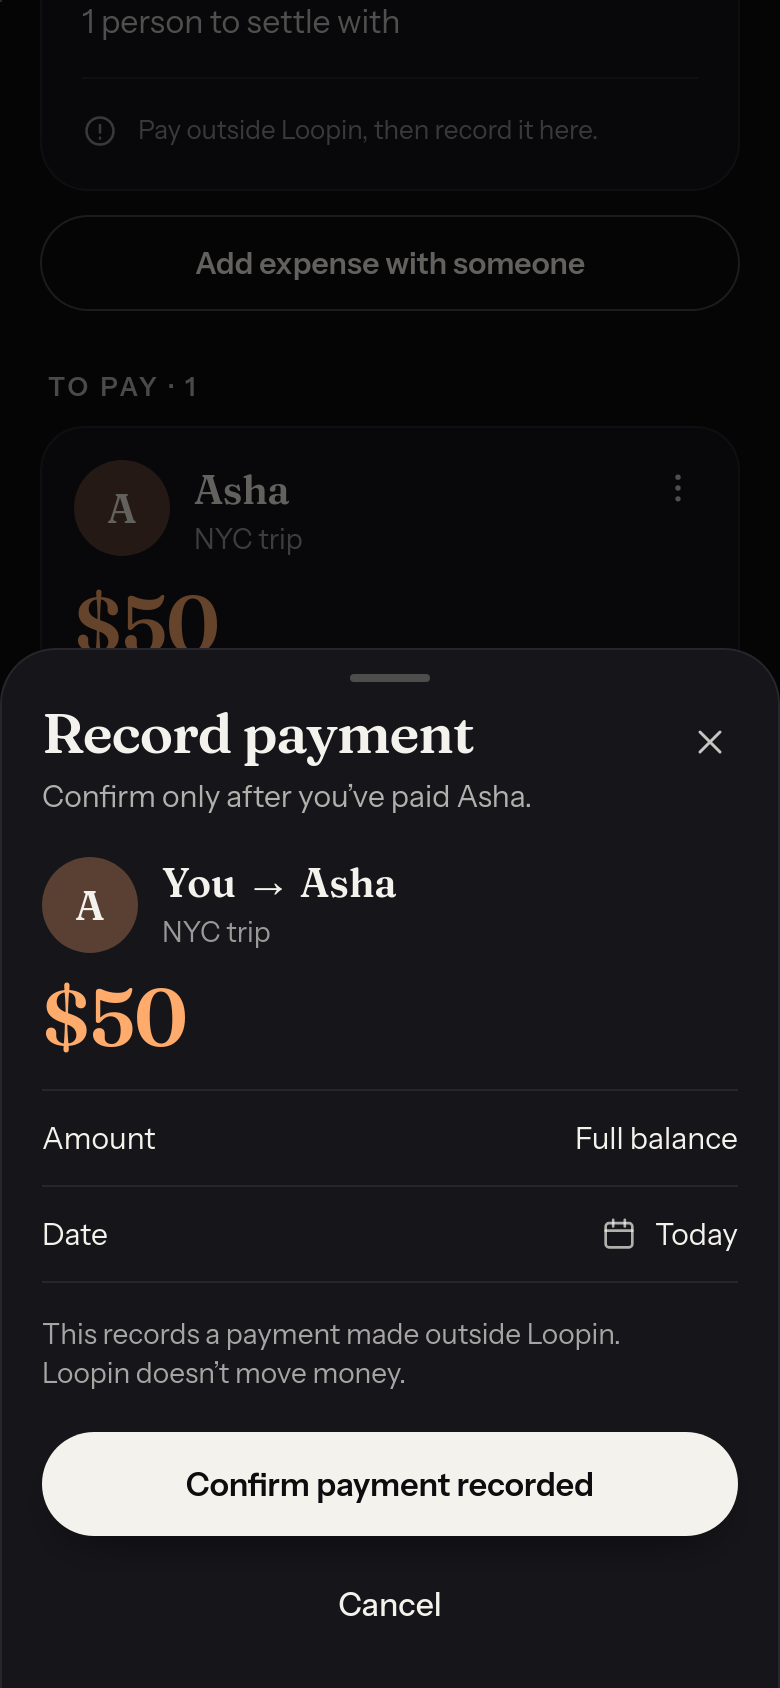 1 person to settle with
Pay outside Loopin, then record it here.
Add expense with someone
TO PAY · 1
A
Asha
NYC trip
$50
Record payment
Confirm only after you’ve paid Asha.
A
You → Asha
NYC trip
$50
Amount
Full balance
Date
Today
This records a payment made outside Loopin.
Loopin doesn’t move money.
Confirm payment recorded
Cancel